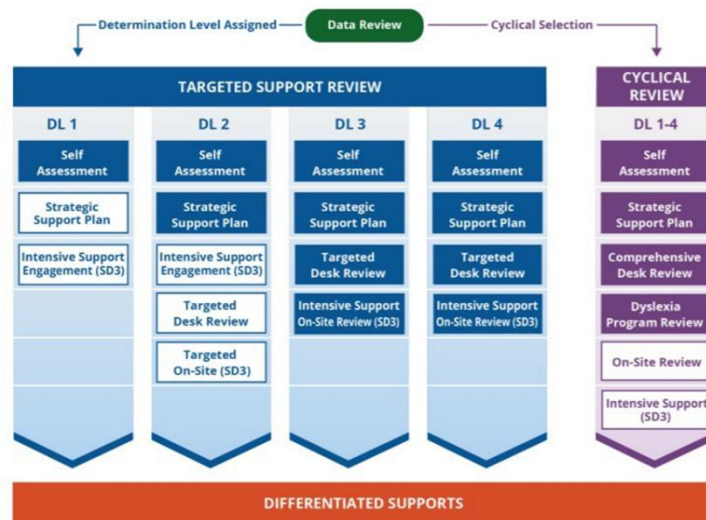 Determination Level Assigned
Data Review
Cyclical Selection
TARGETED SUPPORT REVIEW
CYCLICAL
REVIEW
DL 1
Self
Assessment
Strategic
Support Plan
Intensive Support
Engagement (SD3)
DL 2
Self
Assessment
Strategic
Support Plan
Intensive Support
Engagement (SD3)
Targeted
Desk Review
Targeted
On-Site (SD3)
DL 3
Self
Assessment
Strategic
Support Plan
Targeted
Desk Review
Intensive Support
On-Site Review (SD3)
DL 4
Self
Assessment
Strategic
Support Plan
Targeted
Desk Review
Intensive Support
On-Site Review (SD3)
DL 1-4
Self
Assessment
Strategic
Support Plan
Comprehensive
Desk Review
Dyslexia
Program Review
On-Site Review
Intensive Support
(SD3)
DIFFERENTIATED SUPPORTS